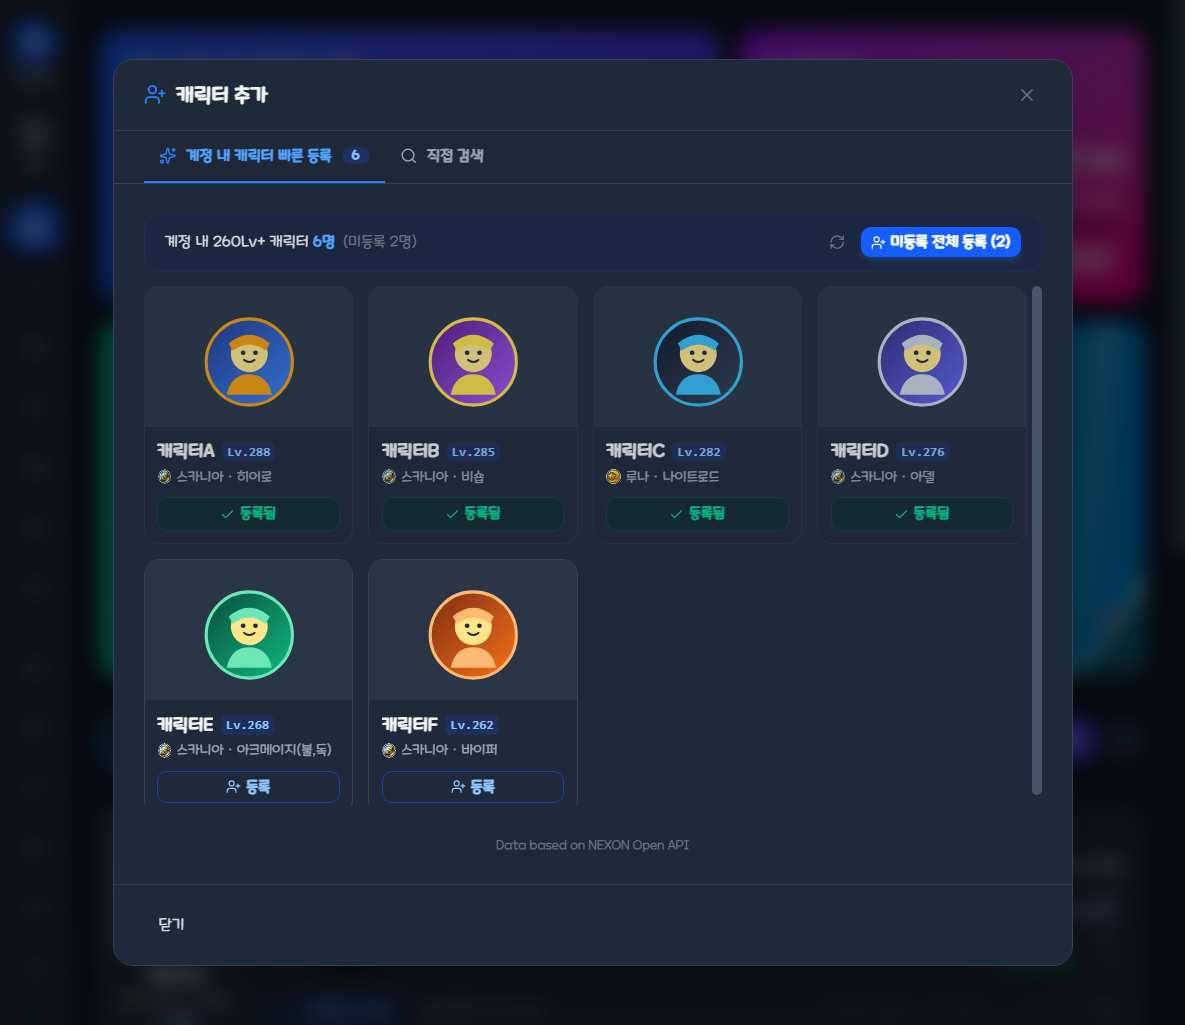 캐릭터 추가
계정 내 캐릭터 빠른 등록 6
직접 검색
계정 내 260Lv+ 캐릭터 6명 (미등록 2명)
미등록 전체 등록 (2)
캐릭터A Lv.288
스카니아 · 히어로
등록됨
캐릭터B Lv.285
스카니아 · 비숍
등록됨
캐릭터C Lv.282
루나 · 나이트로드
등록됨
캐릭터D Lv.276
스카니아 · 아델
등록됨
캐릭터E Lv.268
스카니아 · 아크메이지(불,독)
등록
캐릭터F Lv.262
스카니아 · 바이퍼
등록
Data based on NEXON Open API
닫기